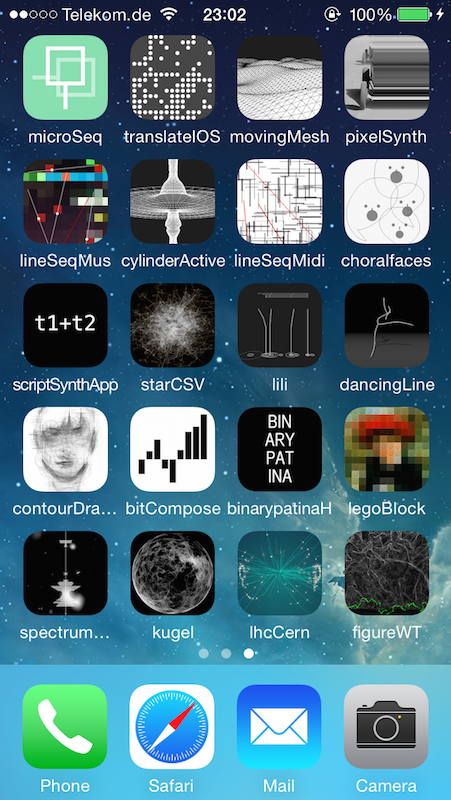 Telekom.de 23:02 100%
microSeq translateIOS movingMesh pixelSynth
lineSeqMus cylinderActive lineSeqMidi choralfaces
t1+t2
scriptSynthApp starCSV lili dancingLine
BIN
ARY
PAT
INA
contourDra... bitCompose binarypatinaH legoBlock
spectrum... kugel lhcCern figureWT
Phone Safari Mail Camera